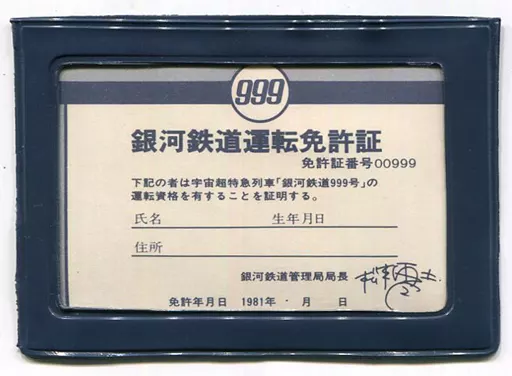 999
銀河鉄道運転免許証
免許証番号00999
下記の者は宇宙超特急列車「銀河鉄道999号」の
運転資格を有することを証明する。
氏名 生年月日
住所
銀河鉄道管理局局長 松本零士
免許年月日 1981年 ・ 月 日